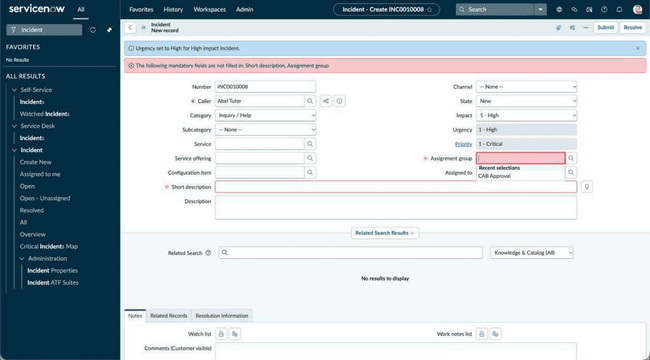 servicenow All Favorites History Workspaces Admin Incident - Create INC0010008 Search
Incident
FAVORITES
No Results
ALL RESULTS
Self-Service
Incidents
Watched Incidents
Service Desk
Incidents
Incident
Create New
Assigned to me
Open
Open - Unassigned
Resolved
All
Overview
Critical Incidents Map
Administration
Incident Properties
Incident ATF Suites
Incident
New record
Submit Resolve
Urgency set to High for High impact incident.
The following mandatory fields are not filled in: Short description, Assignment group
Number INC0010008 Channel -- None --
Caller Abel Tuter State New
Category Inquiry / Help Impact 1 - High
Subcategory -- None -- Urgency 1 - High
Service Priority 1 - Critical
Service offering Assignment group
Recent selections
Configuration item Assigned to CAB Approval
Short description
Description
Related Search Results
Related Search Knowledge & Catalog (All)
No results to display
Notes Related Records Resolution Information
Watch list Work notes list
Comments (Customer visible)